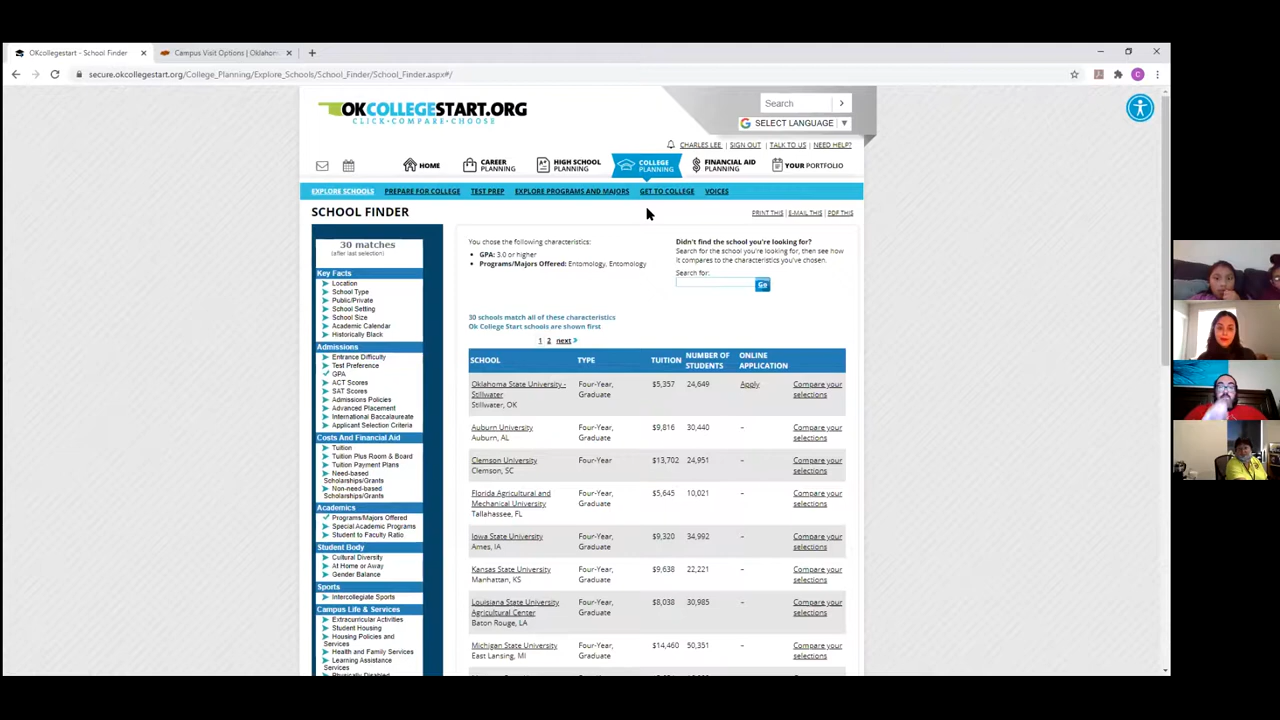 OKcollegestart - School Finder
Campus Visit Options | Oklahom
secure.okcollegestart.org/College_Planning/Explore_Schools/School_Finder/School_Finder.aspx#/
C
OKCOLLEGESTART.ORG
CLICK·COMPARE·CHOOSE
Search
SELECT LANGUAGE
CHARLES LEE | SIGN OUT | TALK TO US | NEED HELP?
HOME
CAREER PLANNING
HIGH SCHOOL PLANNING
COLLEGE PLANNING
FINANCIAL AID PLANNING
YOUR PORTFOLIO
EXPLORE SCHOOLS PREPARE FOR COLLEGE TEST PREP EXPLORE PROGRAMS AND MAJORS GET TO COLLEGE VOICES
SCHOOL FINDER
PRINT THIS | E-MAIL THIS | PDF THIS
30 matches
(after last selection)
Key Facts
Location
School Type
Public/Private
School Setting
School Size
Academic Calendar
Historically Black
Admissions
Entrance Difficulty
Test Preference
GPA
ACT Scores
SAT Scores
Admissions Policies
Advanced Placement
International Baccalaureate
Applicant Selection Criteria
Costs And Financial Aid
Tuition
Tuition Plus Room & Board
Tuition Payment Plans
Need-based
Scholarships/Grants
Non-need-based
Scholarships/Grants
Academics
Programs/Majors Offered
Special Academic Programs
Student to Faculty Ratio
Student Body
Cultural Diversity
At Home or Away
Gender Balance
Sports
Intercollegiate Sports
Campus Life & Services
Extracurricular Activities
Student Housing
Housing Policies and
Services
Health and Family Services
Learning Assistance
Services
Physically Disabled
You chose the following characteristics:
GPA: 3.0 or higher
Programs/Majors Offered: Entomology, Entomology
Didn't find the school you're looking for?
Search for the school you're looking for, then see how
it compares to the characteristics you've chosen.
Search for:
Go
30 schools match all of these characteristics
Ok College Start schools are shown first
1 2 next
SCHOOL TYPE TUITION NUMBER OF STUDENTS ONLINE APPLICATION
Oklahoma State University - Four-Year, $5,357 24,649 Apply Compare your
Stillwater Graduate selections
Stillwater, OK
Auburn University Four-Year, $9,816 30,440 – Compare your
Auburn, AL Graduate selections
Clemson University Four-Year $13,702 24,951 – Compare your
Clemson, SC selections
Florida Agricultural and Four-Year, $5,645 10,021 – Compare your
Mechanical University Graduate selections
Tallahassee, FL
Iowa State University Four-Year, $9,320 34,992 – Compare your
Ames, IA Graduate selections
Kansas State University Four-Year, $9,638 22,221 – Compare your
Manhattan, KS Graduate selections
Louisiana State University Four-Year, $8,038 30,985 – Compare your
Agricultural Center Graduate selections
Baton Rouge, LA
Michigan State University Four-Year, $14,460 50,351 – Compare your
East Lansing, MI Graduate selections